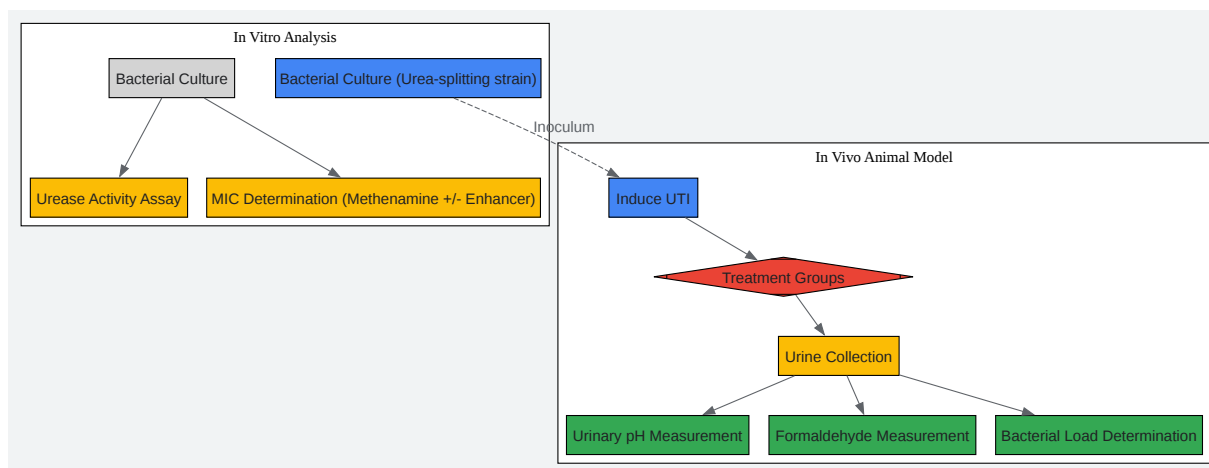 In Vitro Analysis
Bacterial Culture
Bacterial Culture (Urea-splitting strain)
Inoculum
Urease Activity Assay
MIC Determination (Methenamine +/- Enhancer)
In Vivo Animal Model
Induce UTI
Treatment Groups
Urine Collection
Urinary pH Measurement
Formaldehyde Measurement
Bacterial Load Determination